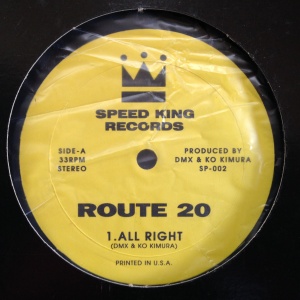 SPEED KING
RECORDS
SIDE-A
33RPM
STEREO
PRODUCED BY
DMX & KO KIMURA
SP-002
ROUTE 20
1.ALL RIGHT
(DMX & KO KIMURA)
PRINTED IN U.S.A.